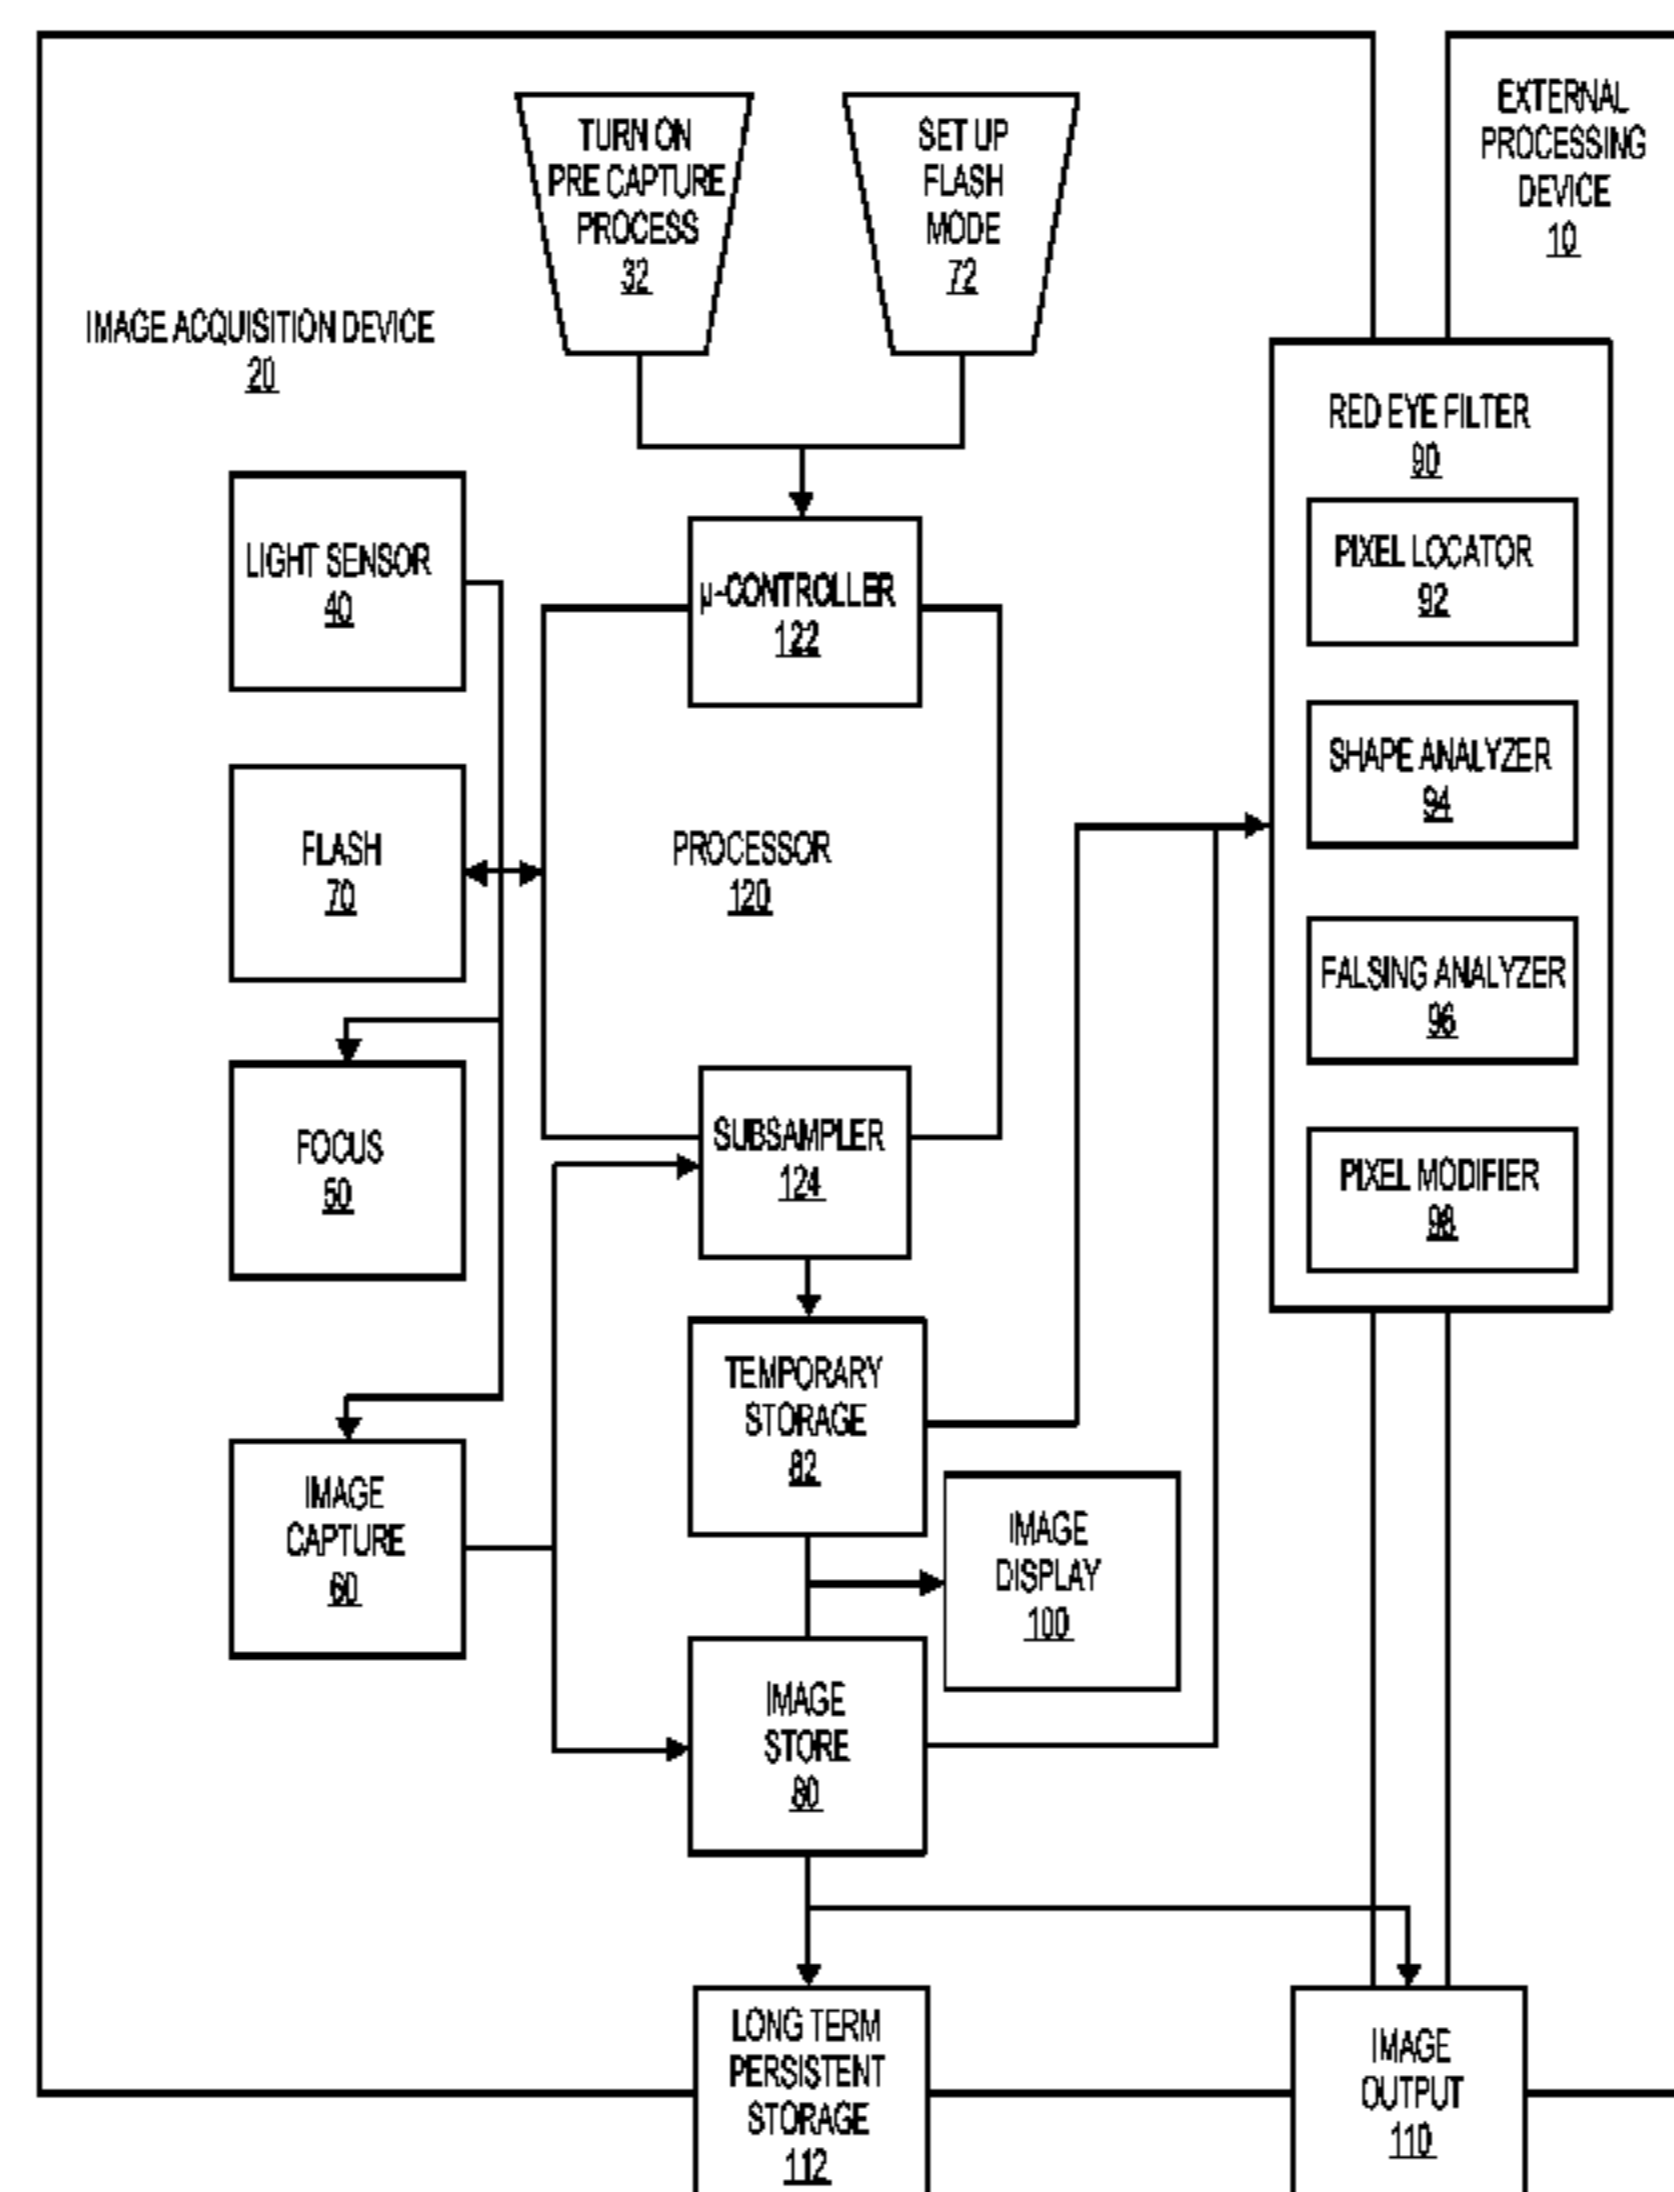 TURN ON
PRE CAPTURE
PROCESS
32
SET UP
FLASH
MODE
72
EXTERNAL
PROCESSING
DEVICE
10
IMAGE ACQUISITION DEVICE
20
RED EYE FILTER
90
LIGHT SENSOR
40
µ-CONTROLLER
122
PIXEL LOCATOR
92
SHAPE ANALYZER
94
FLASH
70
PROCESSOR
120
FALSING ANALYZER
96
FOCUS
50
SUBSAMPLER
124
PIXEL MODIFIER
98
TEMPORARY
STORAGE
82
IMAGE
CAPTURE
60
IMAGE
DISPLAY
100
IMAGE
STORE
80
LONG TERM
PERSISTENT
STORAGE
112
IMAGE
OUTPUT
110